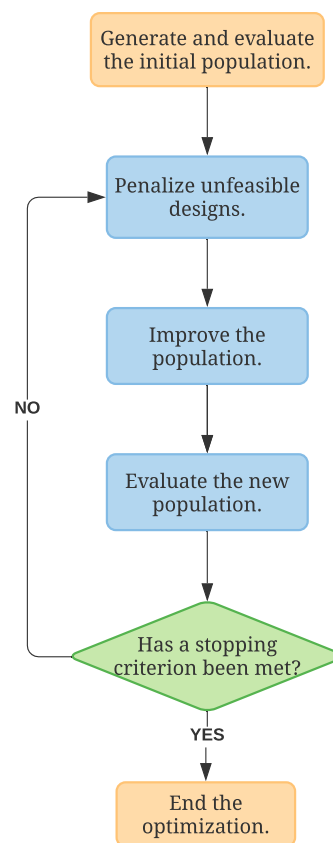 Generate and evaluate
the initial population.
Penalize unfeasible
designs.
Improve the
population.
NO
Evaluate the new
population.
Has a stopping
criterion been met?
YES
End the
optimization.